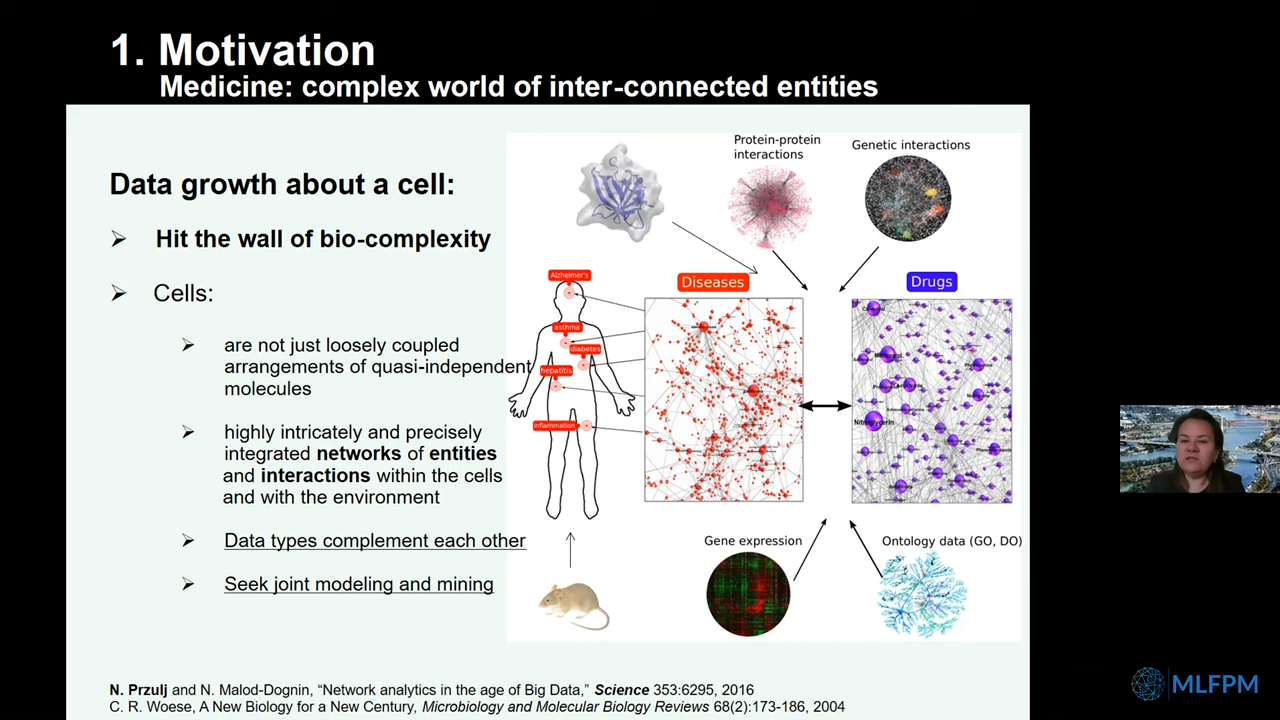 1. Motivation
Medicine: complex world of inter-connected entities
Data growth about a cell:
Hit the wall of bio-complexity
Cells:
are not just loosely coupled
arrangements of quasi-independent
molecules
highly intricately and precisely
integrated networks of entities
and interactions within the cells
and with the environment
Data types complement each other
Seek joint modeling and mining
Protein-protein
interactions
Genetic interactions
Alzheimer's
asthma
diabetes
hepatitis
inflammation
Diseases
Drugs
Nitroglycerin
Gene expression
Ontology data (GO, DO)
N. Przulj and N. Malod-Dognin, “Network analytics in the age of Big Data,” Science 353:6295, 2016
C. R. Woese, A New Biology for a New Century, Microbiology and Molecular Biology Reviews 68(2):173-186, 2004
MLFPM